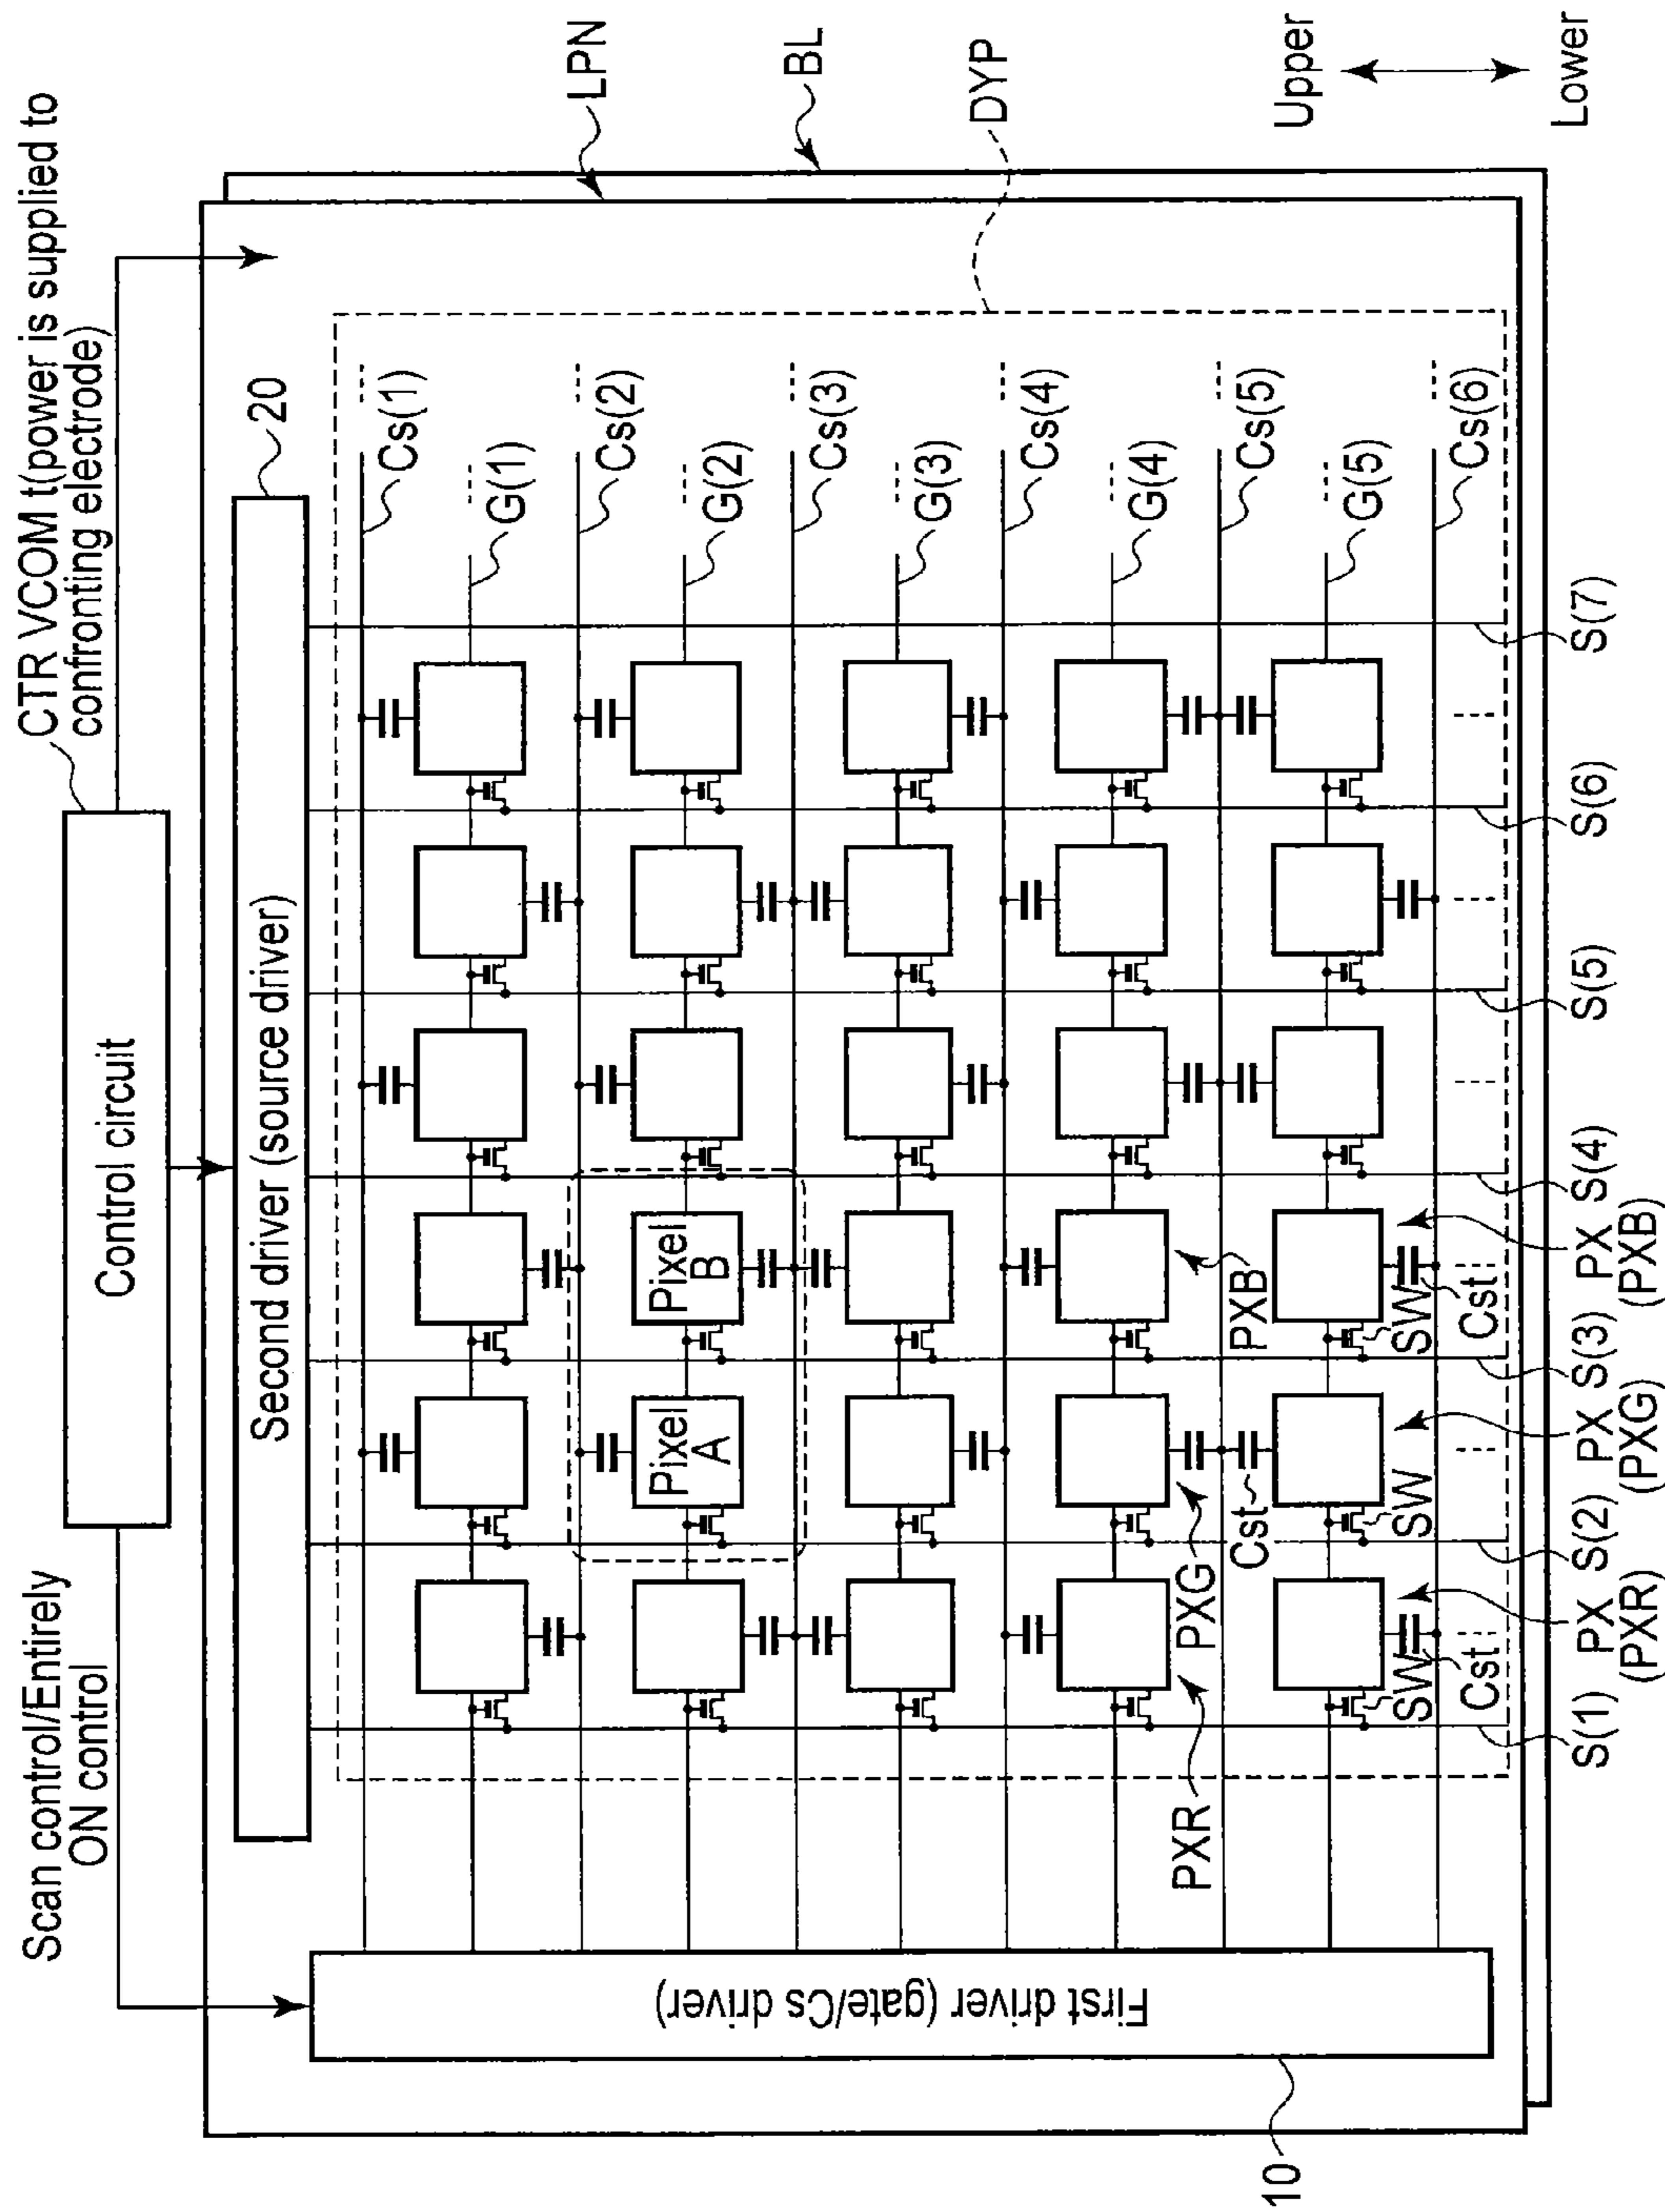 Scan control/Entirely
ON control
Control circuit
CTR VCOM t(power is supplied to
confronting electrode)
LPN
BL
DYP
Upper
Lower
20
Second driver (source driver)
First driver (gate/Cs driver)
10
Cs(1)
G(1)
Cs(2)
G(2)
Cs(3)
G(3)
Cs(4)
G(4)
Cs(5)
G(5)
Cs(6)
Pixel
A
Pixel
B
PXR
PXG
PXB
Cst
SW
Cst
SW
SW
Cst
S(1)
PX
(PXR)
S(2)
PX
(PXG)
S(3)
PX
(PXB)
S(4)
S(5)
S(6)
S(7)